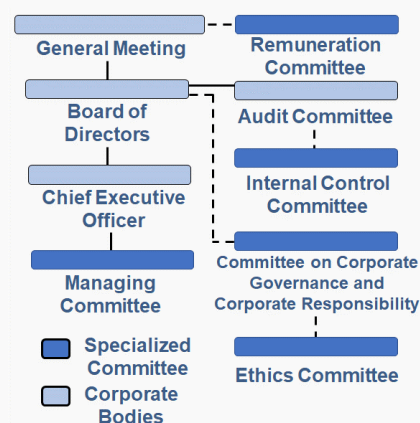 General Meeting
Remuneration
Committee
Board of
Directors
Audit Committee
Chief Executive
Officer
Internal Control
Committee
Managing
Committee
Committee on Corporate
Governance and
Corporate Responsibility
Ethics Committee
Specialized
Committee
Corporate
Bodies